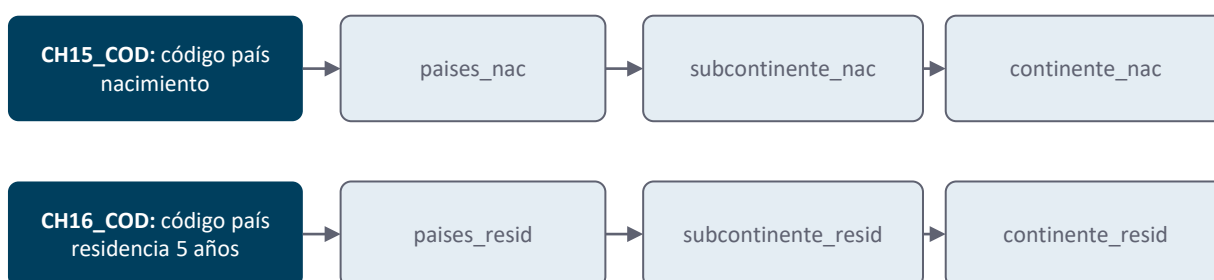 CH15_COD: código país
nacimiento
paises_nac
subcontinente_nac
continente_nac
CH16_COD: código país
residencia 5 años
paises_resid
subcontinente_resid
continente_resid